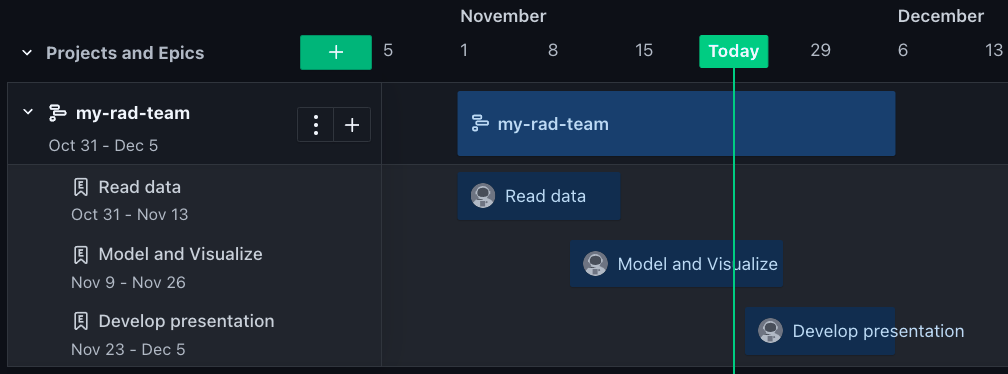 November December
Projects and Epics + 5 1 8 15 Today 29 6 13
my-rad-team
Oct 31 - Dec 5
+
my-rad-team
Read data
Oct 31 - Nov 13
Read data
Model and Visualize
Nov 9 - Nov 26
Model and Visualize
Develop presentation
Nov 23 - Dec 5
Develop presentation